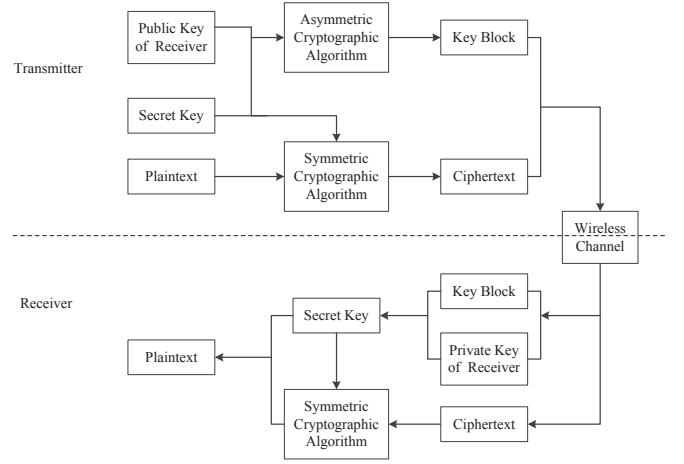 Public Key
of Receiver
Asymmetric
Cryptographic
Algorithm
Key Block
Transmitter
Secret Key
Plaintext
Symmetric
Cryptographic
Algorithm
Ciphertext
Wireless
Channel
Receiver
Key Block
Secret Key
Private Key
of Receiver
Plaintext
Symmetric
Cryptographic
Algorithm
Ciphertext